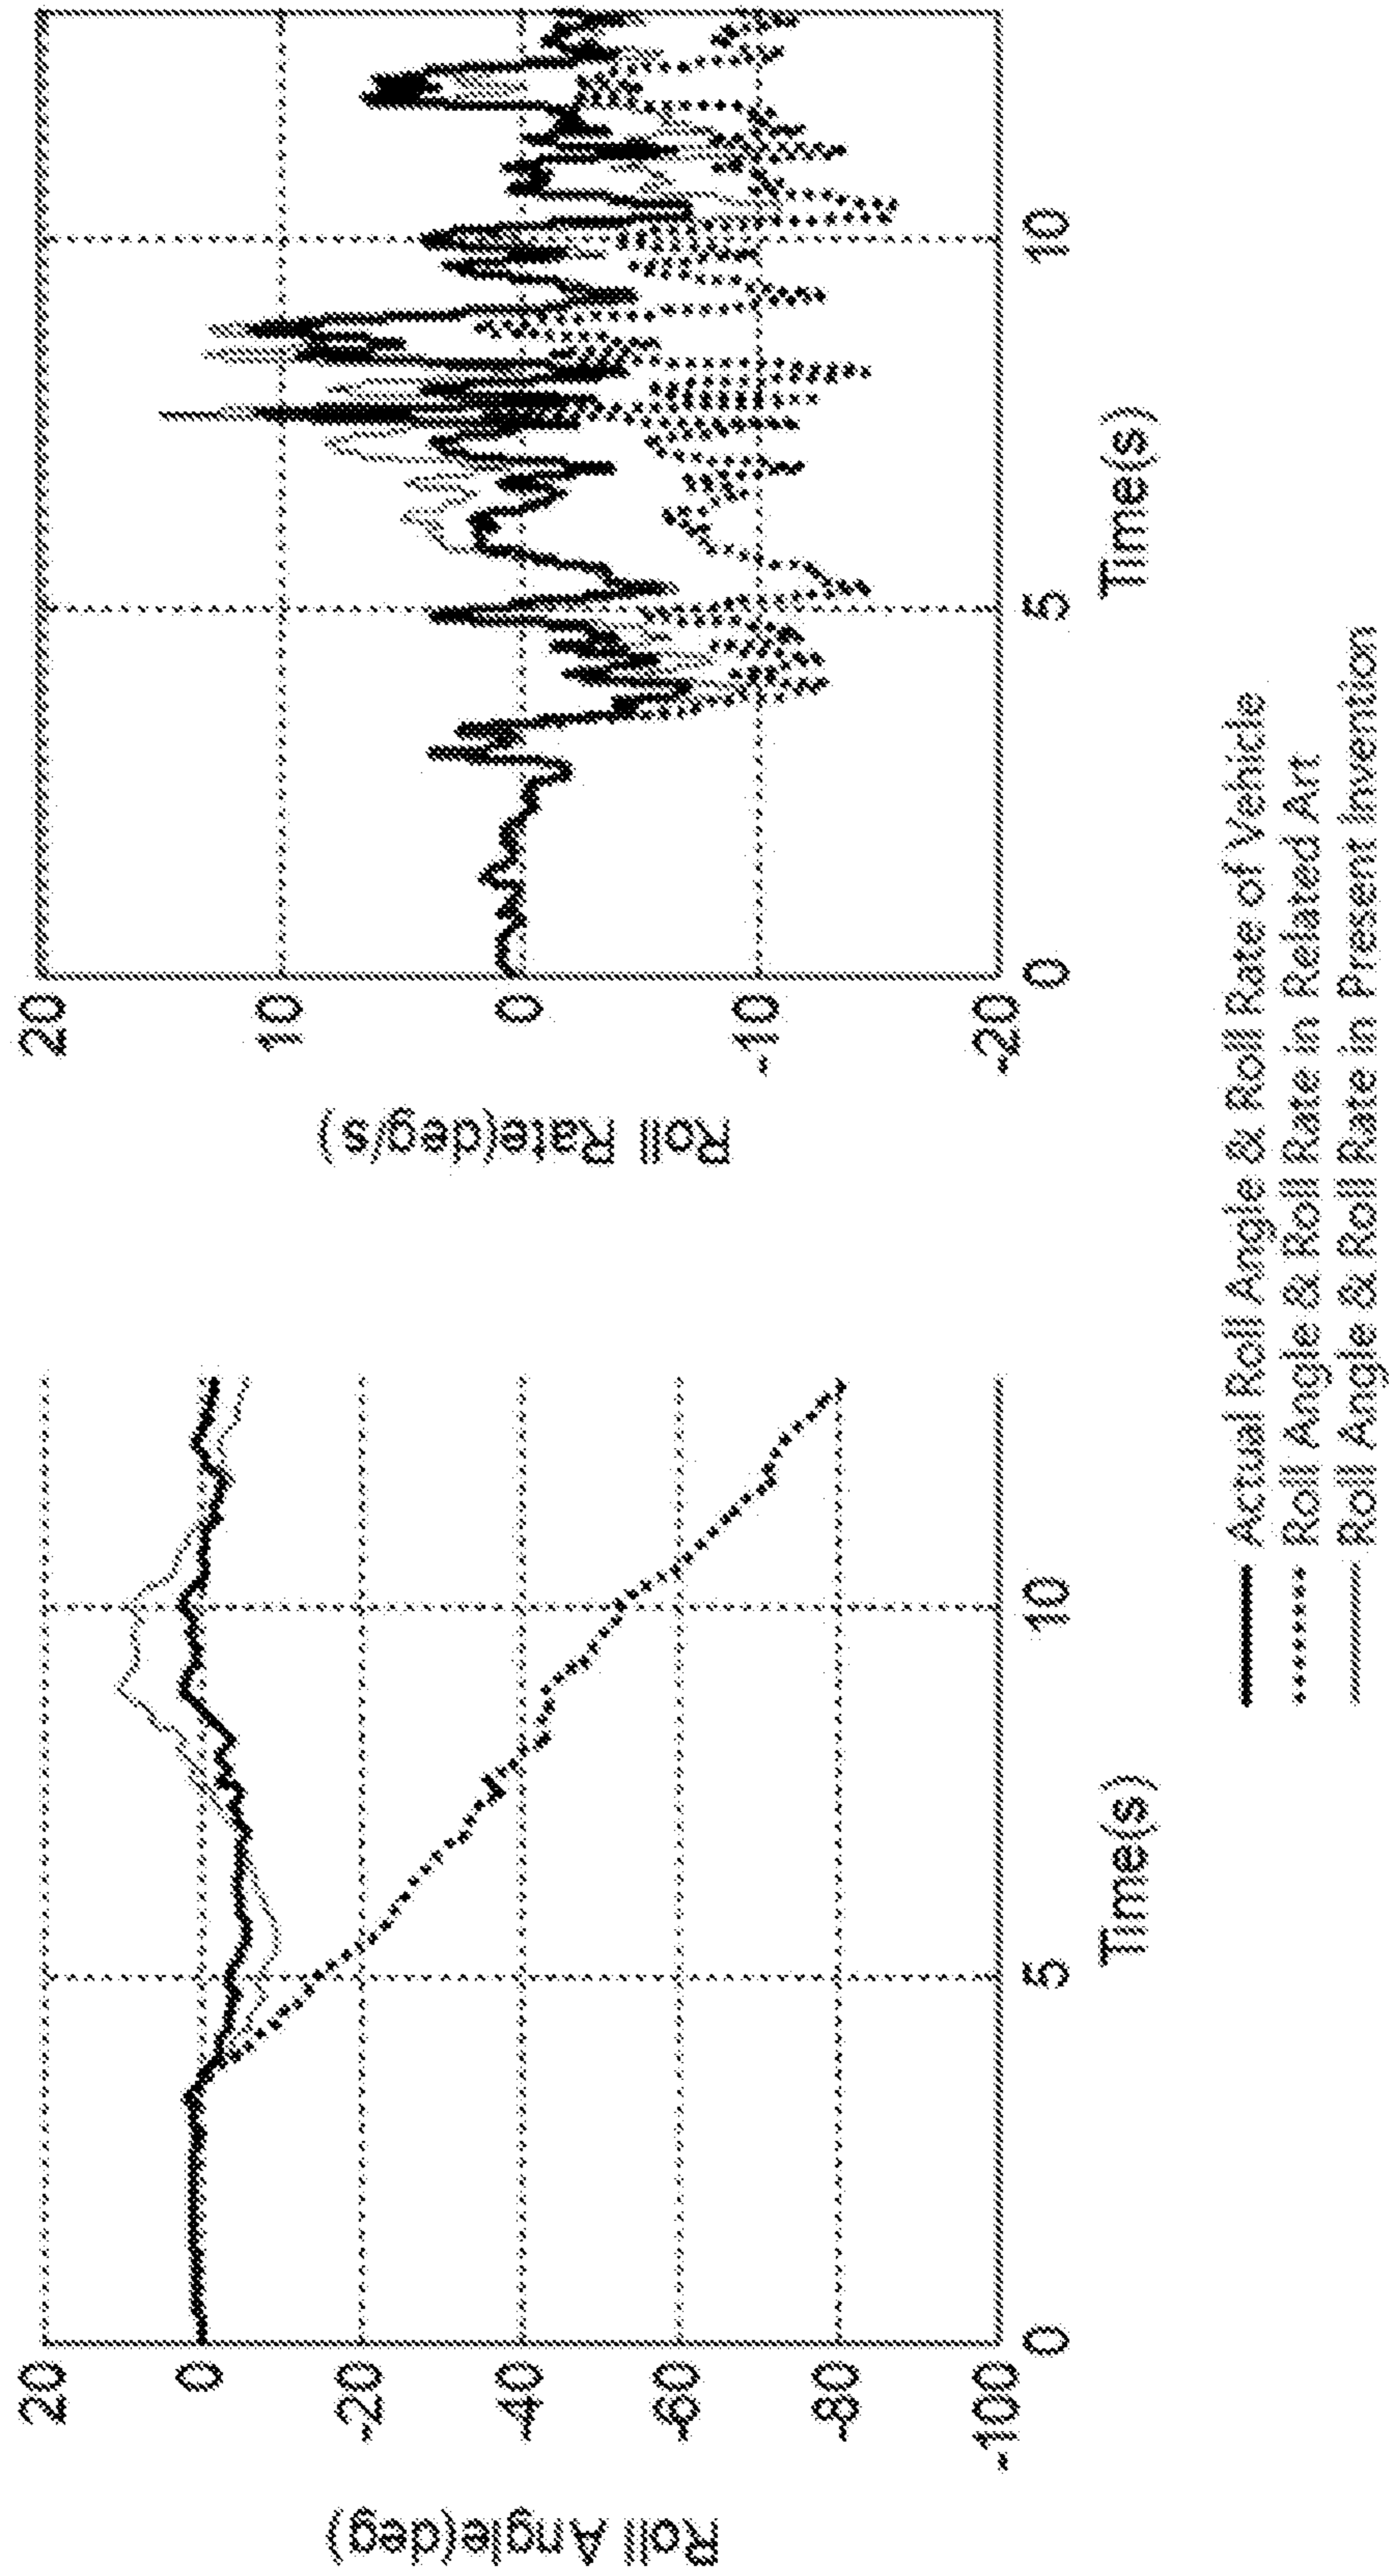 Roll Angle(deg)
20
0
-20
-40
-60
-80
-100
0
5
10
Time(s)
Roll Rate(deg/s)
20
10
0
-10
-20
0
5
10
Time(s)
Actual Roll Angle & Roll Rate of Vehicle
Roll Angle & Roll Rate in Related Art
Roll Angle & Roll Rate in Present Invention